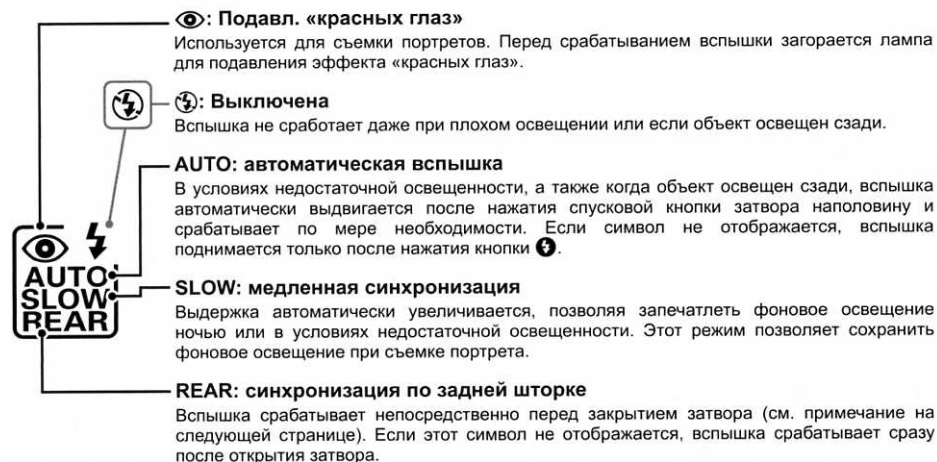 : Подавл. «красных глаз»
Используется для съемки портретов. Перед срабатыванием вспышки загорается лампа
для подавления эффекта «красных глаз».
: Выключена
Вспышка не сработает даже при плохом освещении или если объект освещен сзади.
AUTO: автоматическая вспышка
В условиях недостаточной освещенности, а также когда объект освещен сзади, вспышка
автоматически выдвигается после нажатия спусковой кнопки затвора наполовину и
срабатывает по мере необходимости. Если символ не отображается, вспышка
поднимается только после нажатия кнопки .
AUTO
SLOW
REAR
SLOW: медленная синхронизация
Выдержка автоматически увеличивается, позволяя запечатлеть фоновое освещение
ночью или в условиях недостаточной освещенности. Этот режим позволяет сохранить
фоновое освещение при съемке портрета.
REAR: синхронизация по задней шторке
Вспышка срабатывает непосредственно перед закрытием затвора (см. примечание на
следующей странице). Если этот символ не отображается, вспышка срабатывает сразу
после открытия затвора.